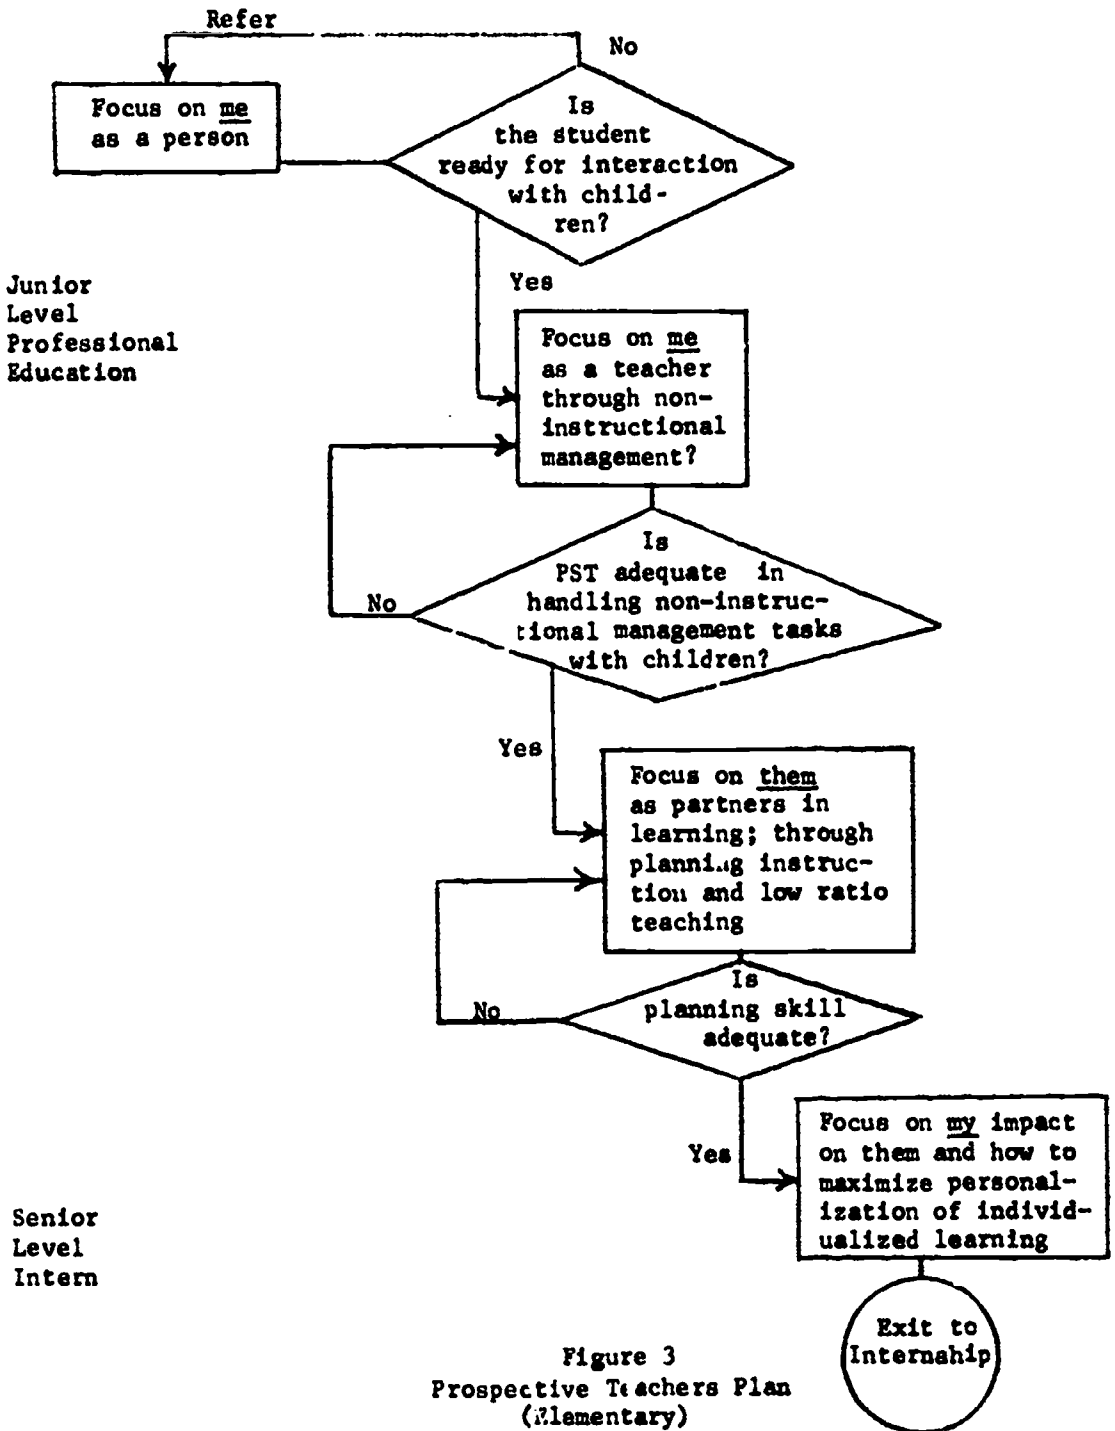 Refer
No
Focus on me
as a person
Is
the student
ready for interaction
with child-
ren?
Junior
Level
Professional
Education
Yes
Focus on me
as a teacher
through non-
instructional
management?
Is
PST adequate in
handling non-instruc-
tional management tasks
with children?
No
Yes
Focus on them
as partners in
learning; through
planning instruc-
tion and low ratio
teaching
Is
planning skill
adequate?
No
Yes
Focus on my impact
on them and how to
maximize personal-
ization of individ-
ualized learning
Senior
Level
Intern
Exit to
Internship
Figure 3
Prospective Teachers Plan
(Elementary)